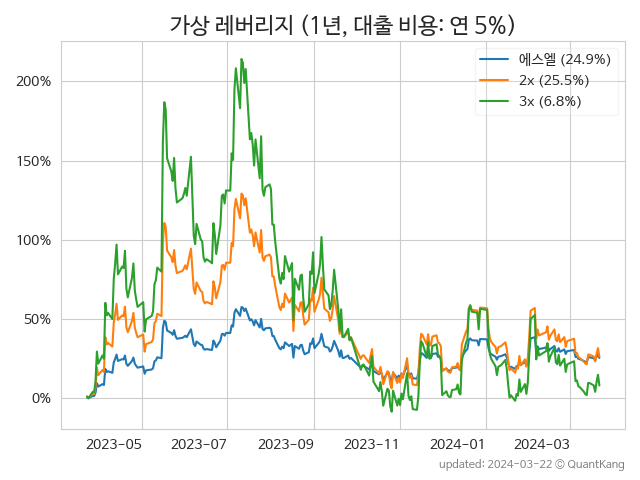 가상 레버리지 (1년, 대출 비용: 연 5%)
에스엘 (24.9%)
2x (25.5%)
3x (6.8%)
200%
150%
100%
50%
0%
2023-05 2023-07 2023-09 2023-11 2024-01 2024-03
updated: 2024-03-22 © QuantKang